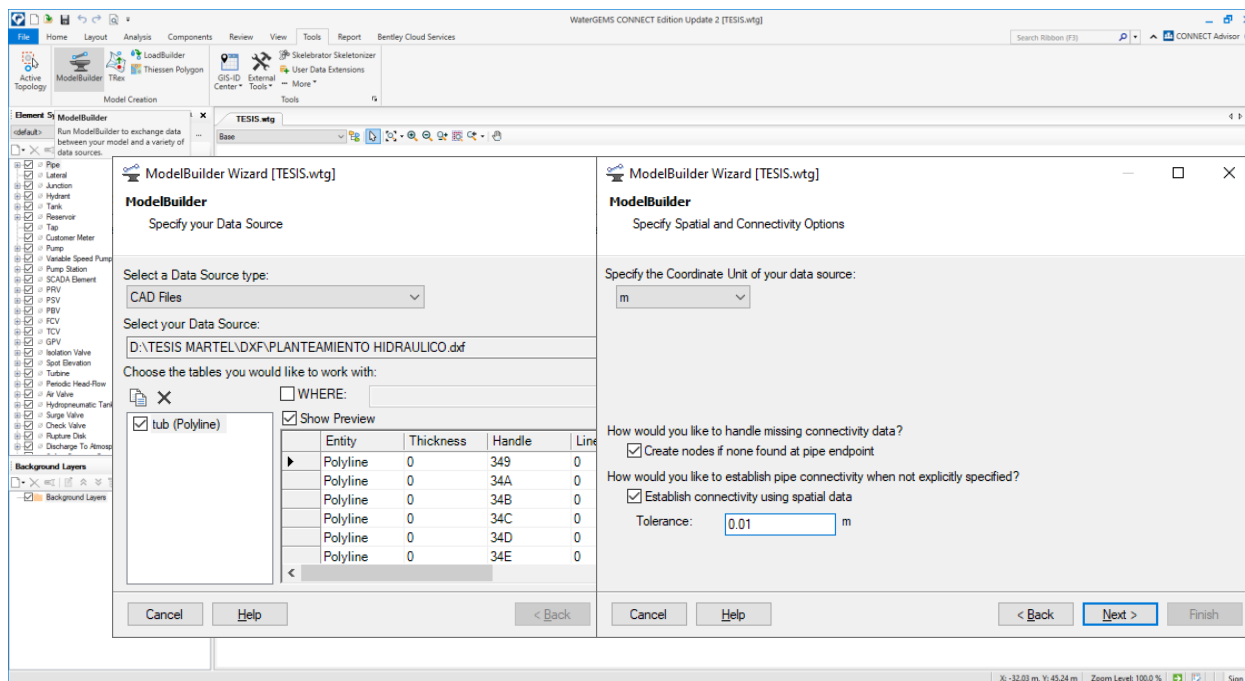 WaterGEMS CONNECT Edition Update 2 [TESIS.wtg]
File Home Layout Analysis Components Review View Tools Report Bentley Cloud Services
Search Ribbon (F3)
CONNECT Advisor
Active Topology
ModelBuilder
TRex
LoadBuilder
Thiessen Polygon
Model Creation
GIS-ID Center
External Tools
Skelebrator Skeletonizer
User Data Extensions
More
Tools
Element Sy
ModelBuilder
Run ModelBuilder to exchange data
between your model and a variety of
data sources.
<default>
...
TESIS.wtg
Base
Pipe
Lateral
Junction
Hydrant
Tank
Reservoir
Tap
Customer Meter
Pump
Variable Speed Pump
Pump Station
SCADA Element
PRV
PSV
PBV
FCV
TCV
GPV
Isolation Valve
Spot Elevation
Turbine
Periodic Head-Flow
Air Valve
Hydropneumatic Tank
Surge Valve
Check Valve
Rupture Disk
Discharge To Atmosp
Background Layers
Background Layers
ModelBuilder Wizard [TESIS.wtg]
ModelBuilder
Specify your Data Source
Select a Data Source type:
CAD Files
Select your Data Source:
D:\TESIS MARTEL\DXF\PLANTEAMIENTO HIDRAULICO.dxf
Choose the tables you would like to work with:
WHERE:
tub (Polyline)
Show Preview
Entity Thickness Handle Line
Polyline 0 349 0
Polyline 0 34A 0
Polyline 0 34B 0
Polyline 0 34C 0
Polyline 0 34D 0
Polyline 0 34E 0
Cancel Help < Back
ModelBuilder Wizard [TESIS.wtg]
ModelBuilder
Specify Spatial and Connectivity Options
Specify the Coordinate Unit of your data source:
m
How would you like to handle missing connectivity data?
Create nodes if none found at pipe endpoint
How would you like to establish pipe connectivity when not explicitly specified?
Establish connectivity using spatial data
Tolerance: 0.01 m
Cancel Help < Back Next > Finish
X: -32.03 m, Y: 45.24 m Zoom Level: 100.0 % Sign